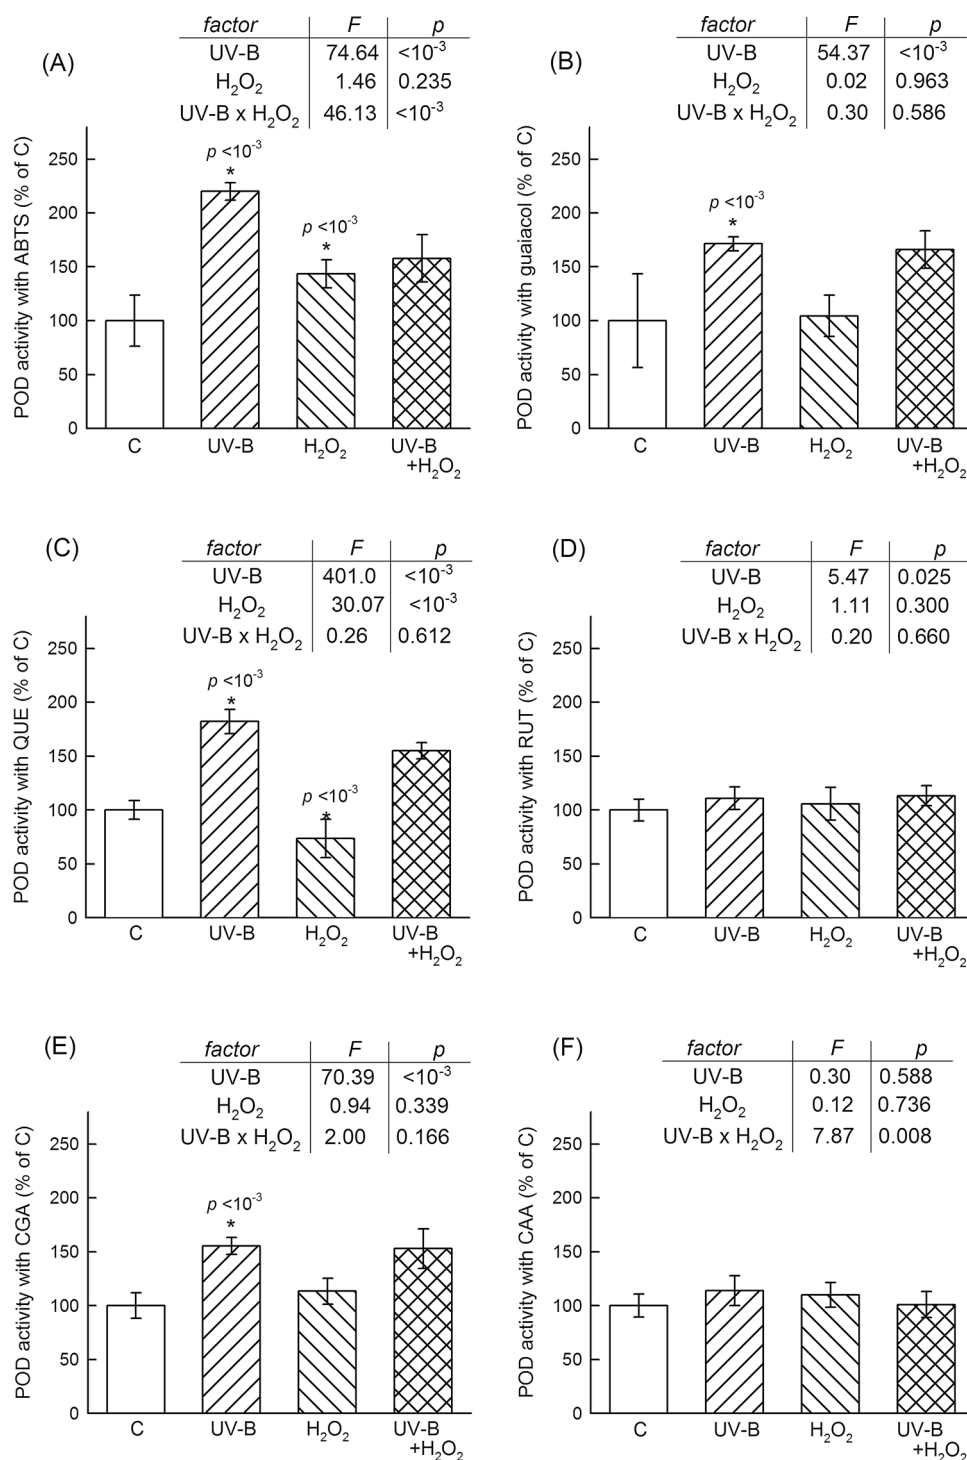 (A)
factor F p
UV-B 74.64 <10⁻³
H₂O₂ 1.46 0.235
UV-B x H₂O₂ 46.13 <10⁻³
POD activity with ABTS (% of C)
250
200
150
100
50
0
p <10⁻³
*
p <10⁻³
*
C UV-B H₂O₂ UV-B
+H₂O₂
(B)
factor F p
UV-B 54.37 <10⁻³
H₂O₂ 0.02 0.963
UV-B x H₂O₂ 0.30 0.586
POD activity with guaiacol (% of C)
250
200
150
100
50
0
p <10⁻³
*
C UV-B H₂O₂ UV-B
+H₂O₂
(C)
factor F p
UV-B 401.0 <10⁻³
H₂O₂ 30.07 <10⁻³
UV-B x H₂O₂ 0.26 0.612
POD activity with QUE (% of C)
250
200
150
100
50
0
p <10⁻³
*
p <10⁻³
*
C UV-B H₂O₂ UV-B
+H₂O₂
(D)
factor F p
UV-B 5.47 0.025
H₂O₂ 1.11 0.300
UV-B x H₂O₂ 0.20 0.660
POD activity with RUT (% of C)
250
200
150
100
50
0
C UV-B H₂O₂ UV-B
+H₂O₂
(E)
factor F p
UV-B 70.39 <10⁻³
H₂O₂ 0.94 0.339
UV-B x H₂O₂ 2.00 0.166
POD activity with CGA (% of C)
250
200
150
100
50
0
p <10⁻³
*
C UV-B H₂O₂ UV-B
+H₂O₂
(F)
factor F p
UV-B 0.30 0.588
H₂O₂ 0.12 0.736
UV-B x H₂O₂ 7.87 0.008
POD activity with CAA (% of C)
250
200
150
100
50
0
C UV-B H₂O₂ UV-B
+H₂O₂